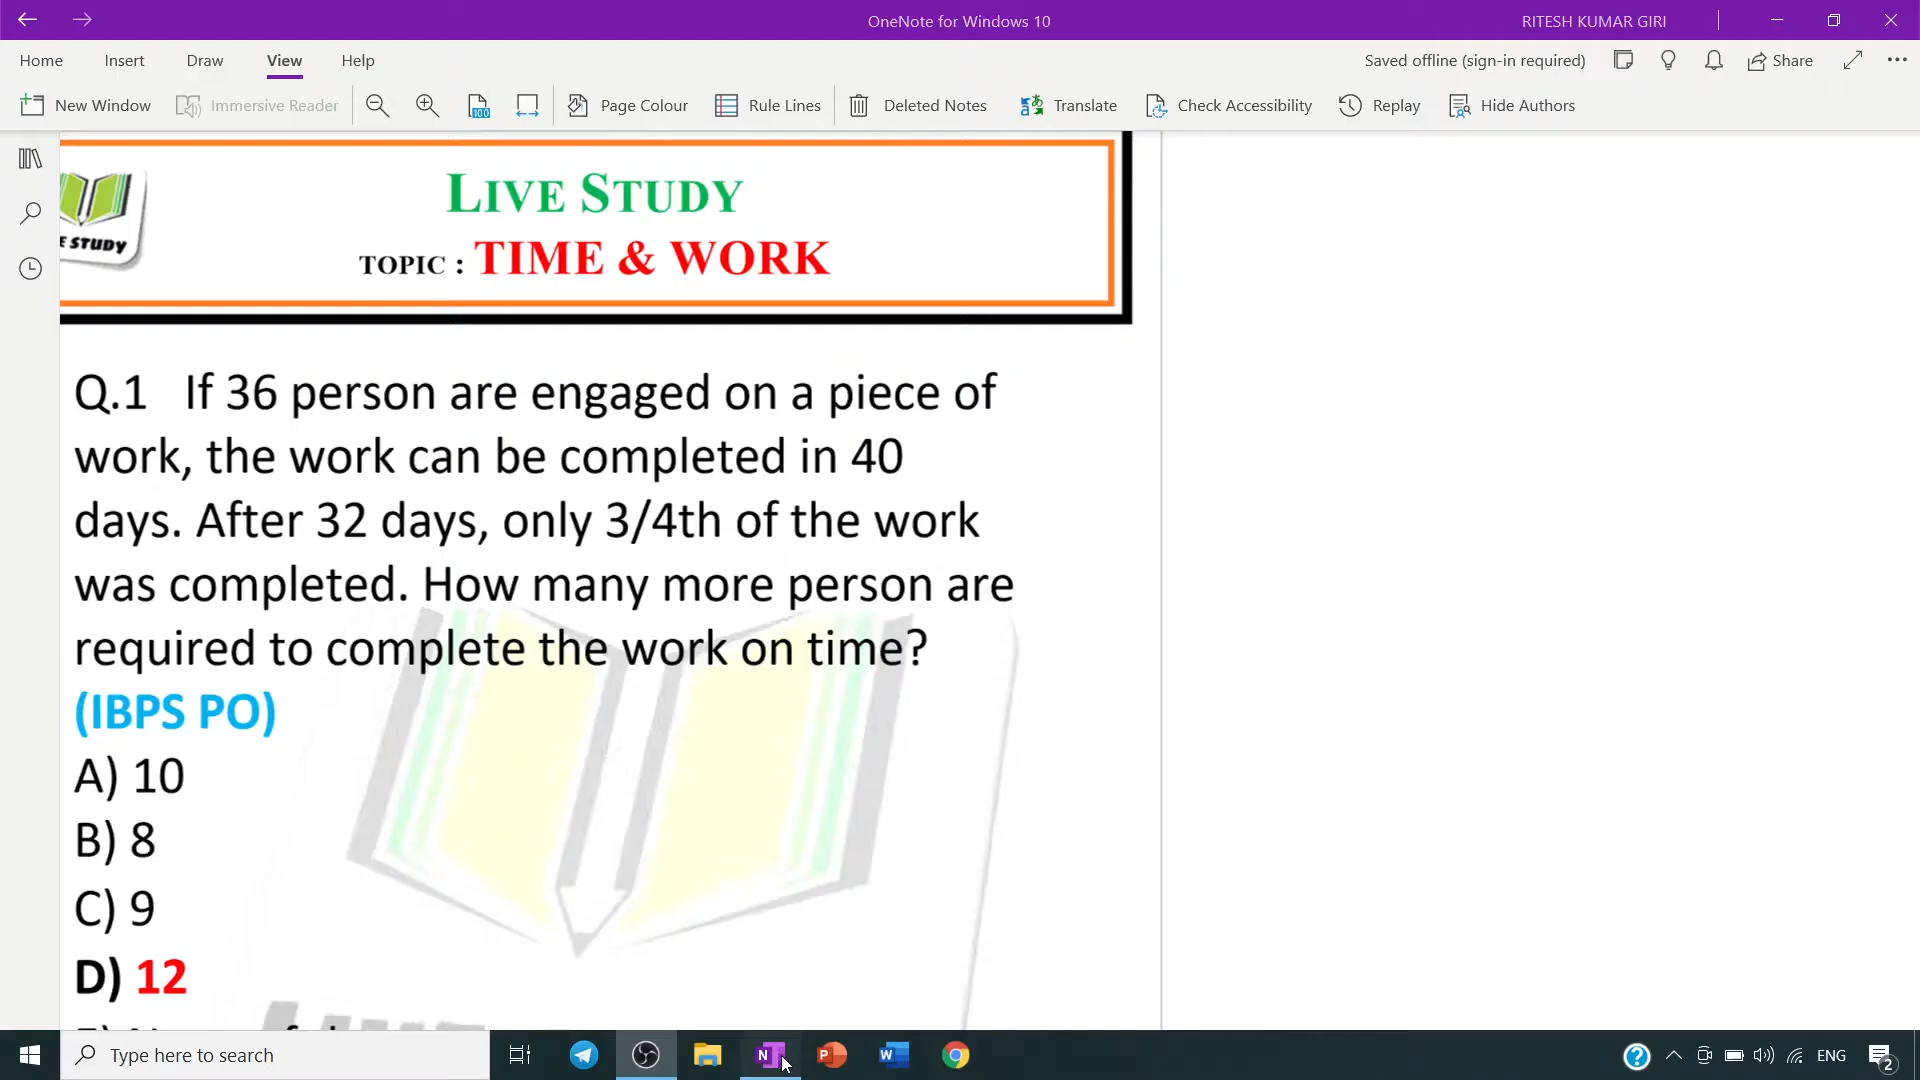 OneNote for Windows 10
RITESH KUMAR GIRI
Home Insert Draw View Help
Saved offline (sign-in required)
Share
New Window
Immersive Reader
100
Page Colour
Rule Lines
Deleted Notes
Translate
Check Accessibility
Replay
Hide Authors
E STUDY
LIVE STUDY
TOPIC : TIME & WORK
Q.1 If 36 person are engaged on a piece of
work, the work can be completed in 40
days. After 32 days, only 3/4th of the work
was completed. How many more person are
required to complete the work on time?
(IBPS PO)
A) 10
B) 8
C) 9
D) 12
Type here to search
N
P
W
ENG
2